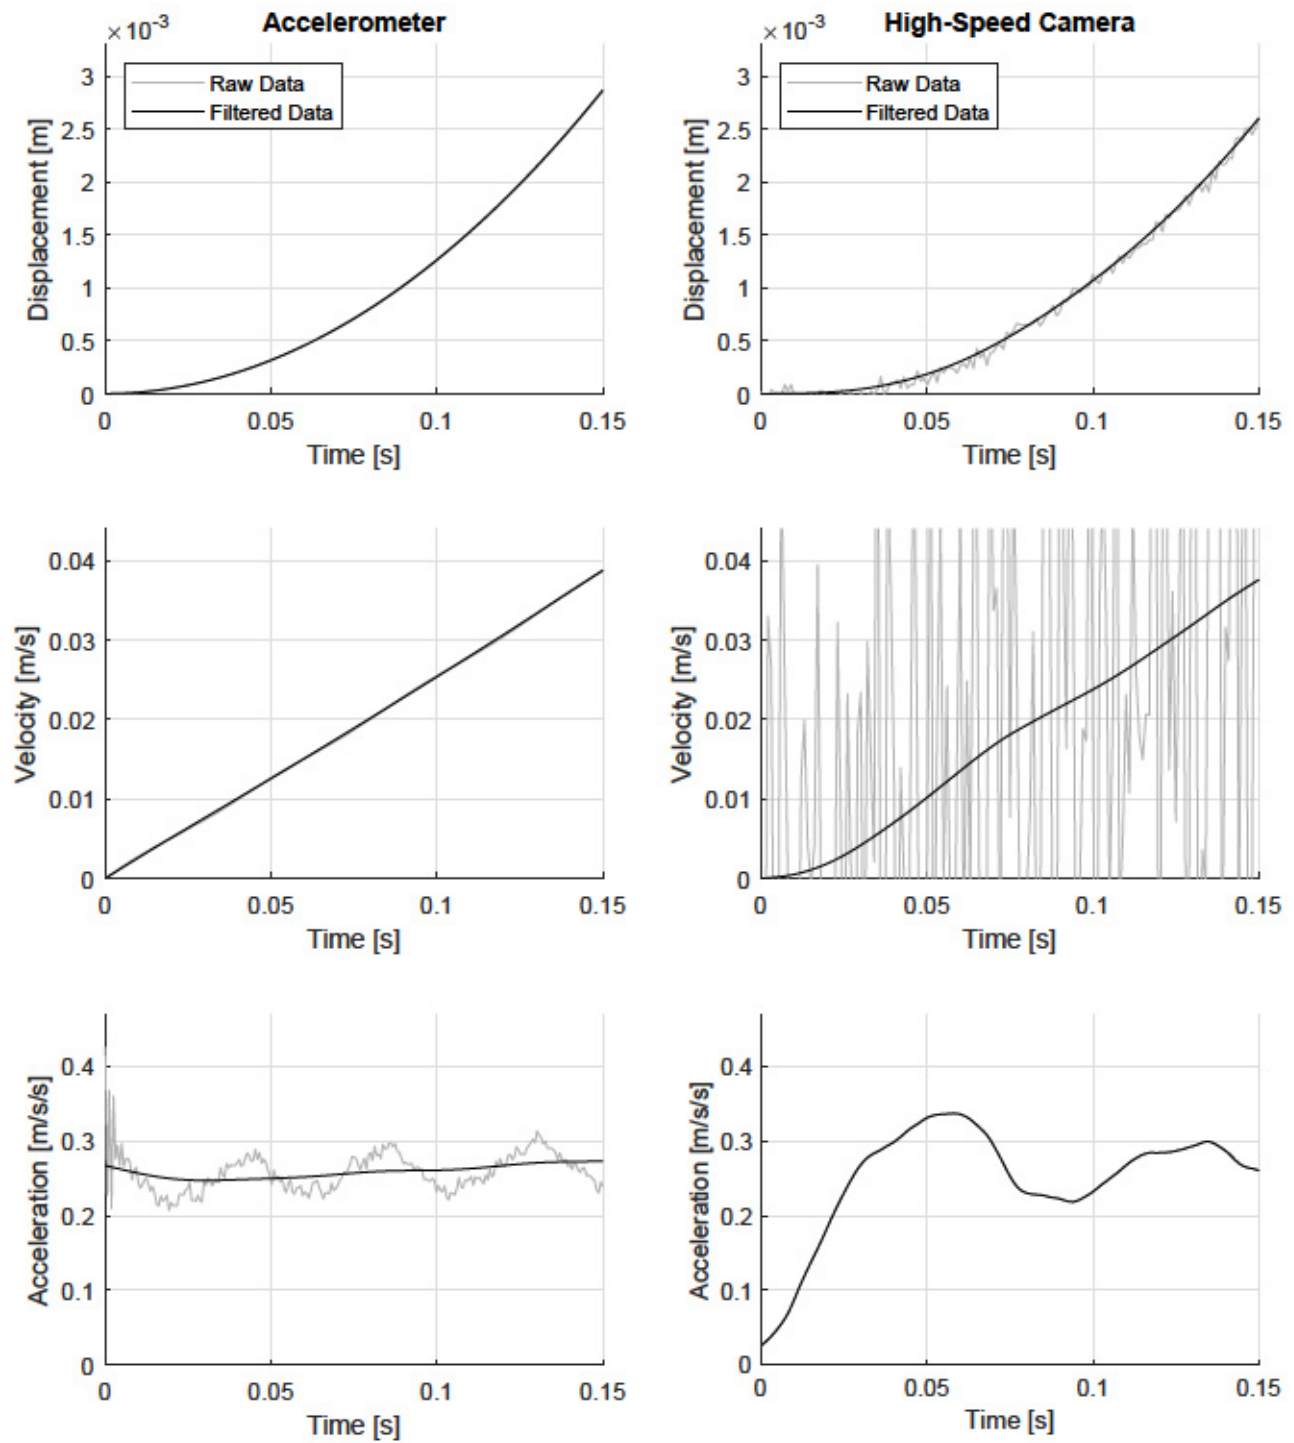 Accelerometer
×10⁻³
Raw Data
Filtered Data
3
2.5
2
1.5
1
0.5
0
Displacement [m]
0 0.05 0.1 0.15
Time [s]
High-Speed Camera
×10⁻³
Raw Data
Filtered Data
3
2.5
2
1.5
1
0.5
0
Displacement [m]
0 0.05 0.1 0.15
Time [s]
0.04
0.03
0.02
0.01
0
Velocity [m/s]
0 0.05 0.1 0.15
Time [s]
0.04
0.03
0.02
0.01
0
Velocity [m/s]
0 0.05 0.1 0.15
Time [s]
0.4
0.3
0.2
0.1
0
Acceleration [m/s/s]
0 0.05 0.1 0.15
Time [s]
0.4
0.3
0.2
0.1
0
Acceleration [m/s/s]
0 0.05 0.1 0.15
Time [s]